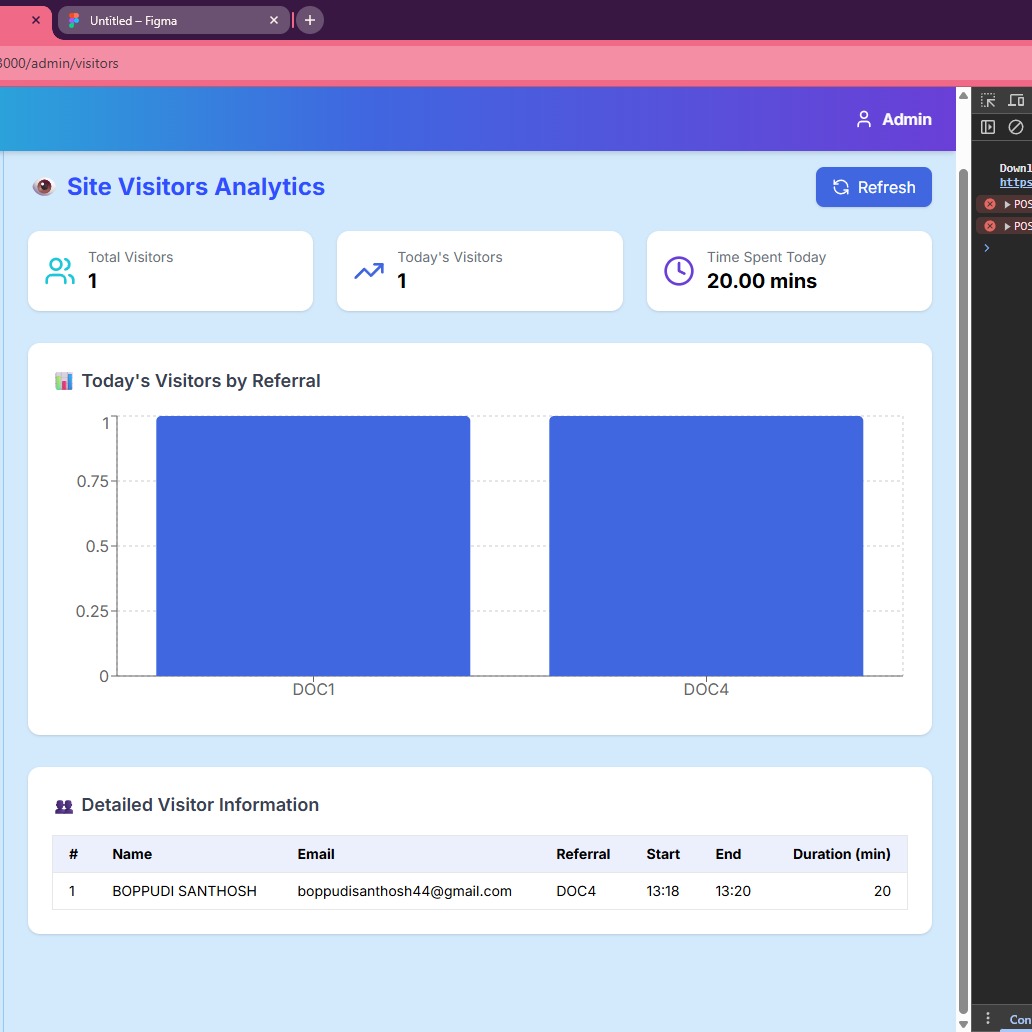 Untitled – Figma
3000/admin/visitors
Admin
Site Visitors Analytics
Refresh
Total Visitors
1
Today's Visitors
1
Time Spent Today
20.00 mins
Today's Visitors by Referral
1
0.75
0.5
0.25
0
DOC1
DOC4
Detailed Visitor Information
# Name Email Referral Start End Duration (min)
1 BOPPUDI SANTHOSH boppudisanthosh44@gmail.com DOC4 13:18 13:20 20
Downl
https
POS
POS
Con